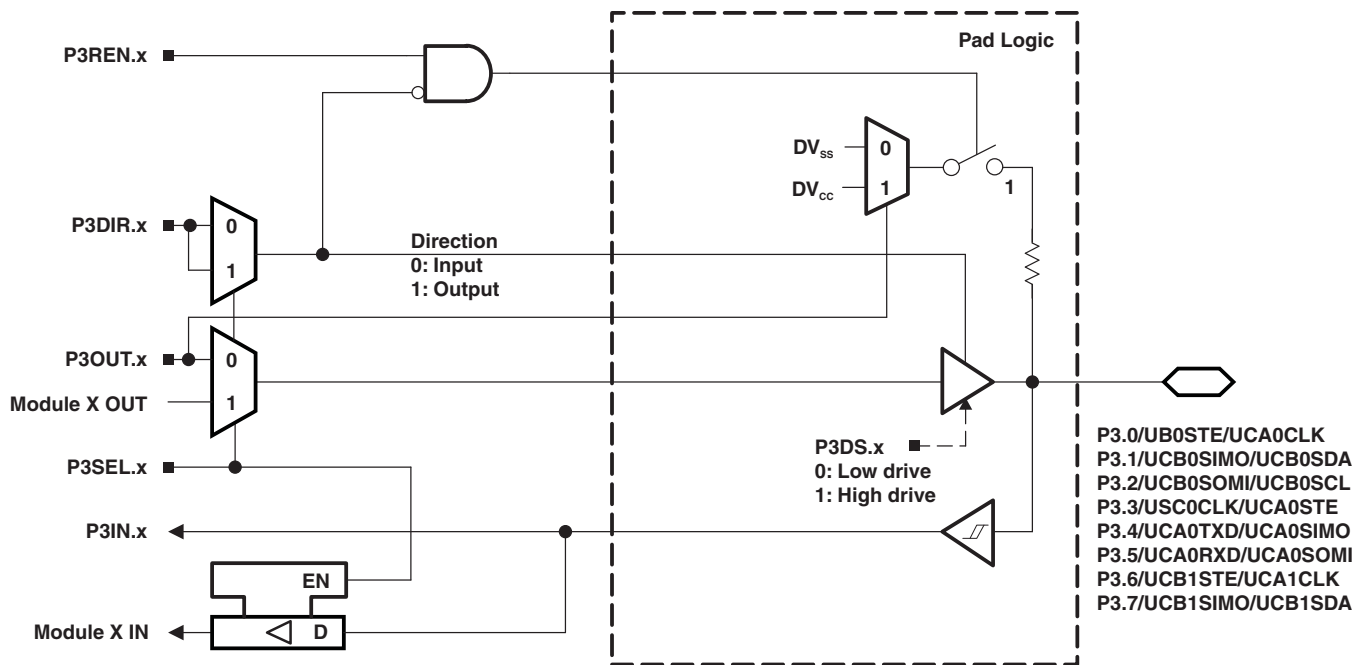 Pad Logic
P3REN.x
DVss
0
DVcc
1
1
P3DIR.x
0
1
Direction
0: Input
1: Output
P3OUT.x
0
Module X OUT
1
P3DS.x
0: Low drive
1: High drive
P3SEL.x
P3IN.x
EN
Module X IN
D
P3.0/UB0STE/UCA0CLK
P3.1/UCB0SIMO/UCB0SDA
P3.2/UCB0SOMI/UCB0SCL
P3.3/USC0CLK/UCA0STE
P3.4/UCA0TXD/UCA0SIMO
P3.5/UCA0RXD/UCA0SOMI
P3.6/UCB1STE/UCA1CLK
P3.7/UCB1SIMO/UCB1SDA